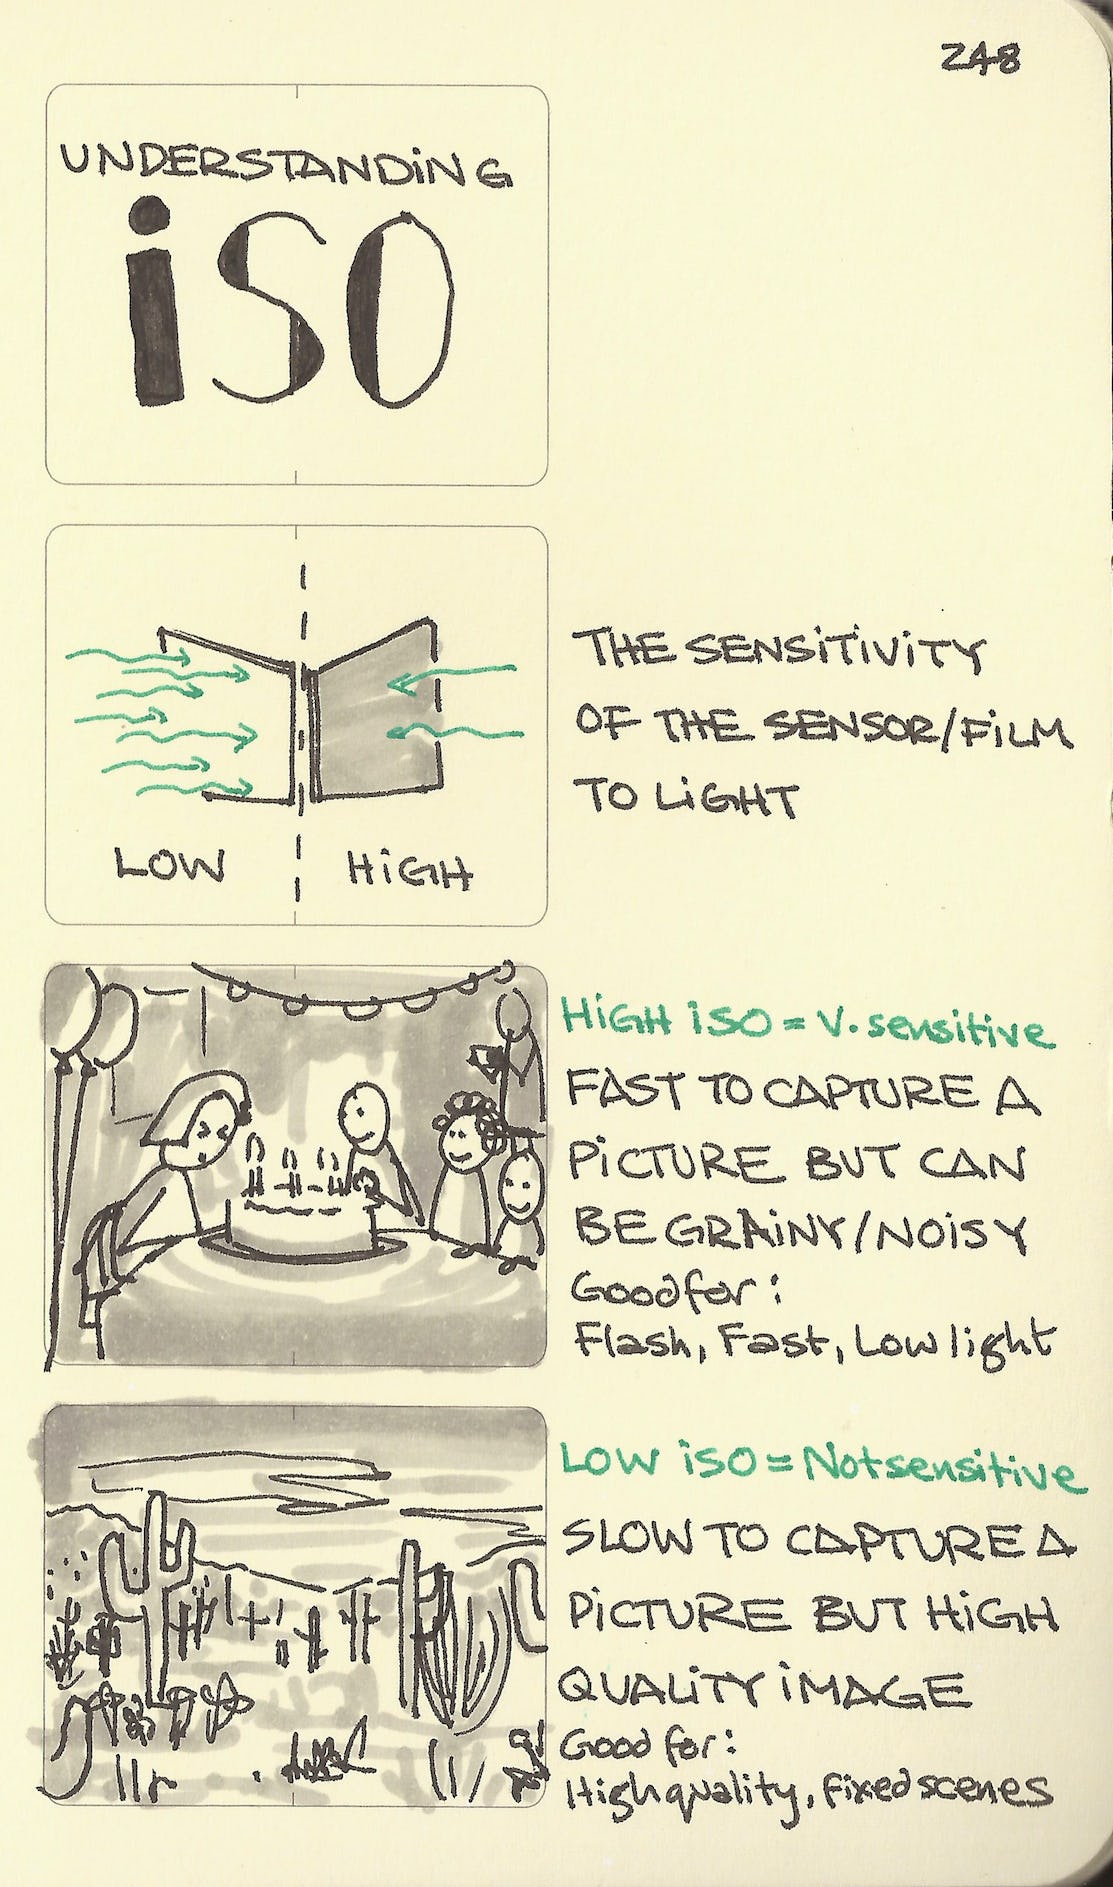 248
UNDERSTANDiNG
iSO
LOW HiGH
THE SENSiTiViTY
OF THE SENSOR/FiLM
TO LiGHT
HiGH iSO = V. sensitive
FAST TO CAPTURE A
PiCTURE BUT CAN
BE GRAiNY/NOiSY
Good for:
Flash, Fast, Low light
LOW iSO = Not sensitive
SLOW TO CAPTURE A
PiCTURE BUT HiGH
QUALiTY iMAGE
Good for:
High quality, fixed scenes